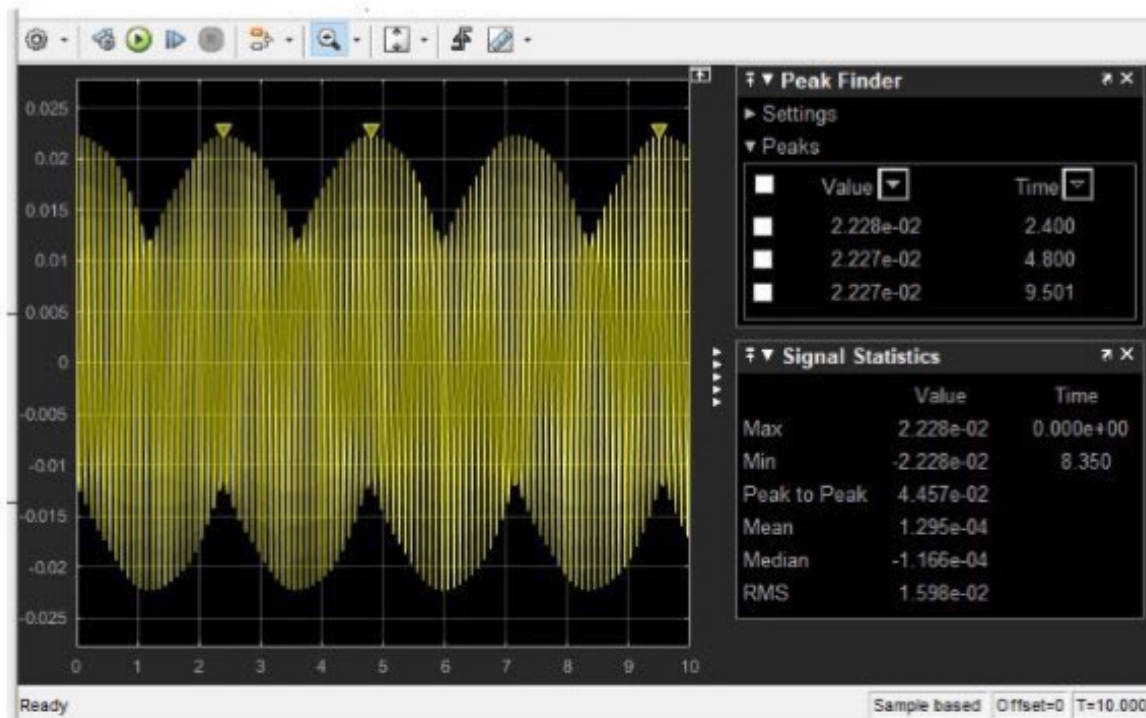 Peak Finder
Settings
Peaks
Value Time
2.228e-02 2.400
2.227e-02 4.800
2.227e-02 9.501
Signal Statistics
Value Time
Max 2.228e-02 0.000e+00
Min -2.228e-02 8.350
Peak to Peak 4.457e-02
Mean 1.295e-04
Median -1.166e-04
RMS 1.598e-02
0.025
0.02
0.015
0.01
0.005
0
-0.005
-0.01
-0.015
-0.02
-0.025
0 1 2 3 4 5 6 7 8 9 10
Ready Sample based Offset=0 T=10.000